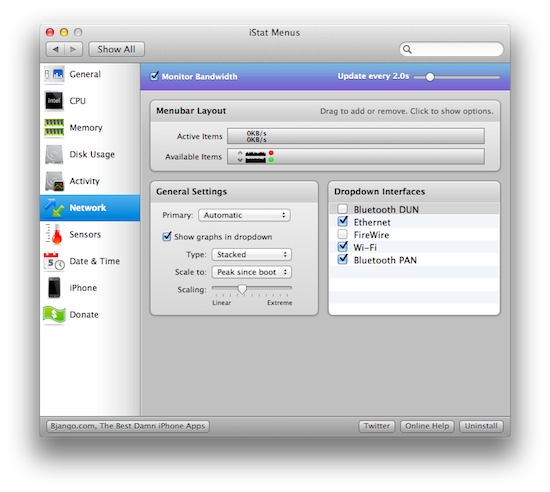 iStat Menus
Show All
General
CPU
Memory
Disk Usage
Activity
Network
Sensors
Date & Time
iPhone
Donate
Monitor Bandwidth
Update every 2.0s
Menubar Layout
Drag to add or remove. Click to show options.
Active Items
0KB/s
0KB/s
Available Items
General Settings
Primary: Automatic
Show graphs in dropdown
Type: Stacked
Scale to: Peak since boot
Scaling:
Linear
Extreme
Dropdown Interfaces
Bluetooth DUN
Ethernet
FireWire
Wi-Fi
Bluetooth PAN
Bjango.com, The Best Damn iPhone Apps
Twitter
Online Help
Uninstall